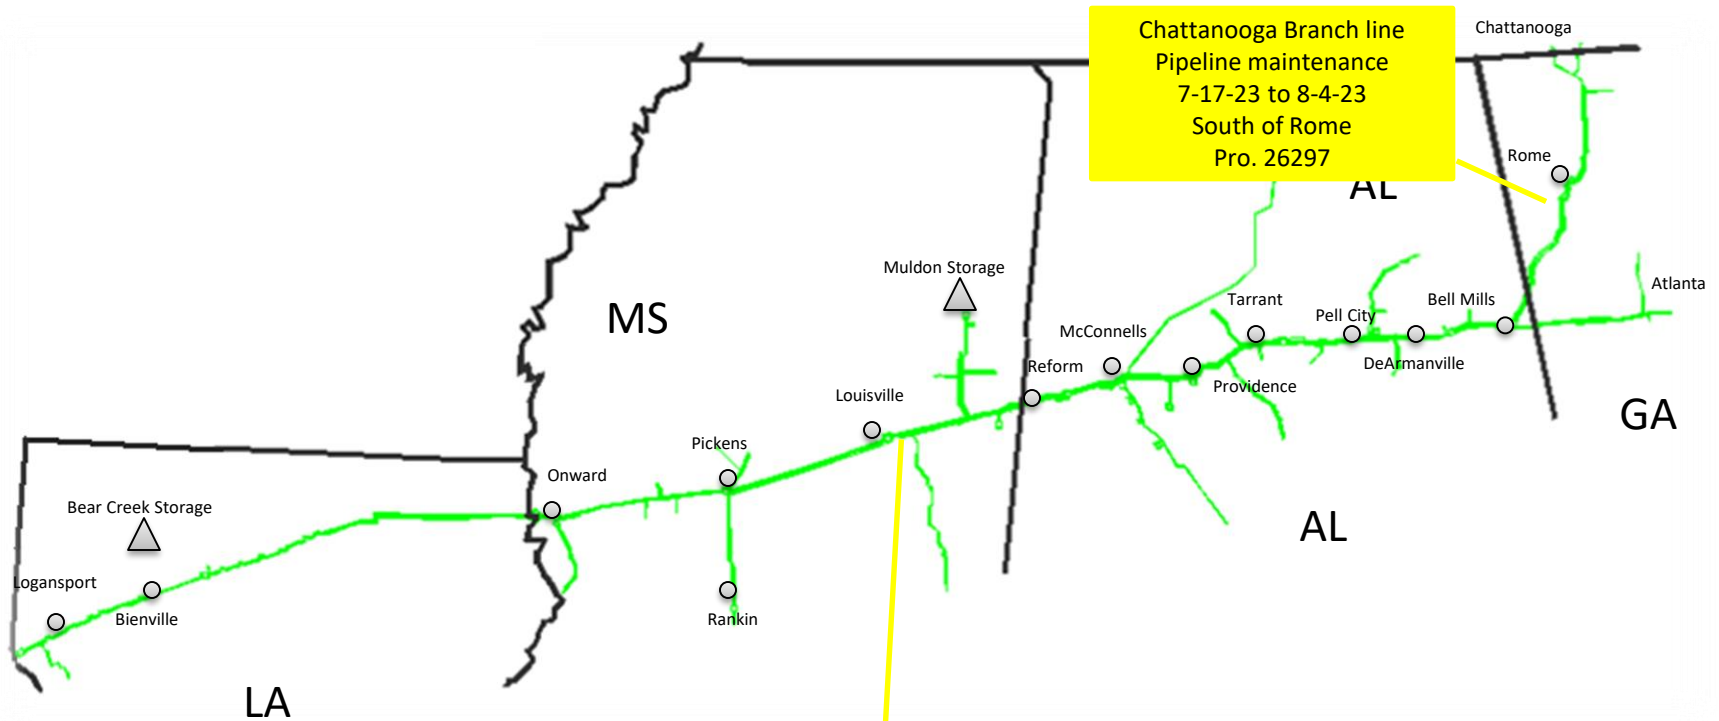 Chattanooga Branch line
Pipeline maintenance
7-17-23 to 8-4-23
South of Rome
Pro. 26297
Chattanooga
Rome
AL
Muldon Storage
MS
Tarrant
Bell Mills
Atlanta
Pell City
McConnells
Reform
DeArmanville
Providence
Louisville
GA
Pickens
Onward
Bear Creek Storage
AL
Logansport
Bienville
Rankin
LA